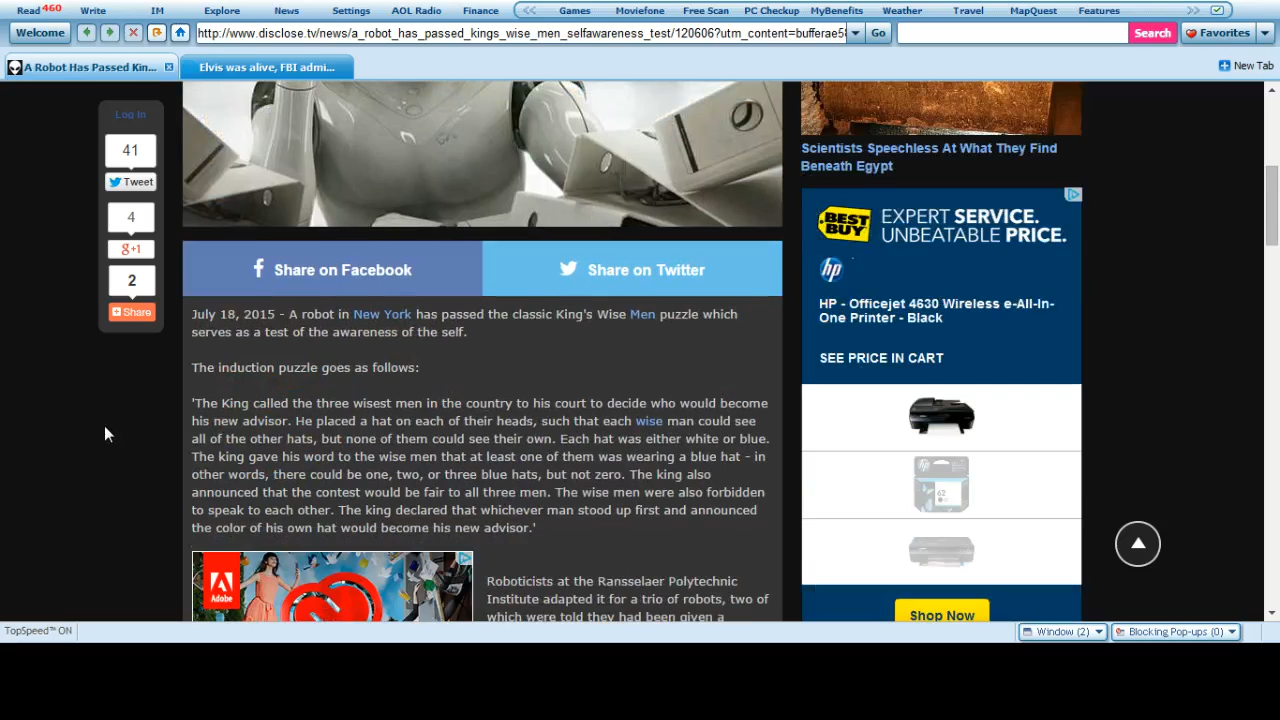 Read 460 Write IM Explore News Settings AOL Radio Finance Games Moviefone Free Scan PC Checkup MyBenefits Weather Travel MapQuest Features
Welcome http://www.disclose.tv/news/a_robot_has_passed_kings_wise_men_selfawareness_test/120606?utm_content=bufferae58 Go Search Favorites
A Robot Has Passed Kin... Elvis was alive, FBI admi... New Tab
Log In
41
Tweet
4
g+1
2
Share
Share on Facebook Share on Twitter
July 18, 2015 - A robot in New York has passed the classic King's Wise Men puzzle which
serves as a test of the awareness of the self.
The induction puzzle goes as follows:
'The King called the three wisest men in the country to his court to decide who would become
his new advisor. He placed a hat on each of their heads, such that each wise man could see
all of the other hats, but none of them could see their own. Each hat was either white or blue.
The king gave his word to the wise men that at least one of them was wearing a blue hat - in
other words, there could be one, two, or three blue hats, but not zero. The king also
announced that the contest would be fair to all three men. The wise men were also forbidden
to speak to each other. The king declared that whichever man stood up first and announced
the color of his own hat would become his new advisor.'
Adobe
Roboticists at the Ransselaer Polytechnic
Institute adapted it for a trio of robots, two of
which were told they had been given a
Scientists Speechless At What They Find
Beneath Egypt
BEST
BUY
EXPERT SERVICE.
UNBEATABLE PRICE.
hp
HP - Officejet 4630 Wireless e-All-In-
One Printer - Black
SEE PRICE IN CART
62
Shop Now
TopSpeed™ ON Window (2) Blocking Pop-ups (0)